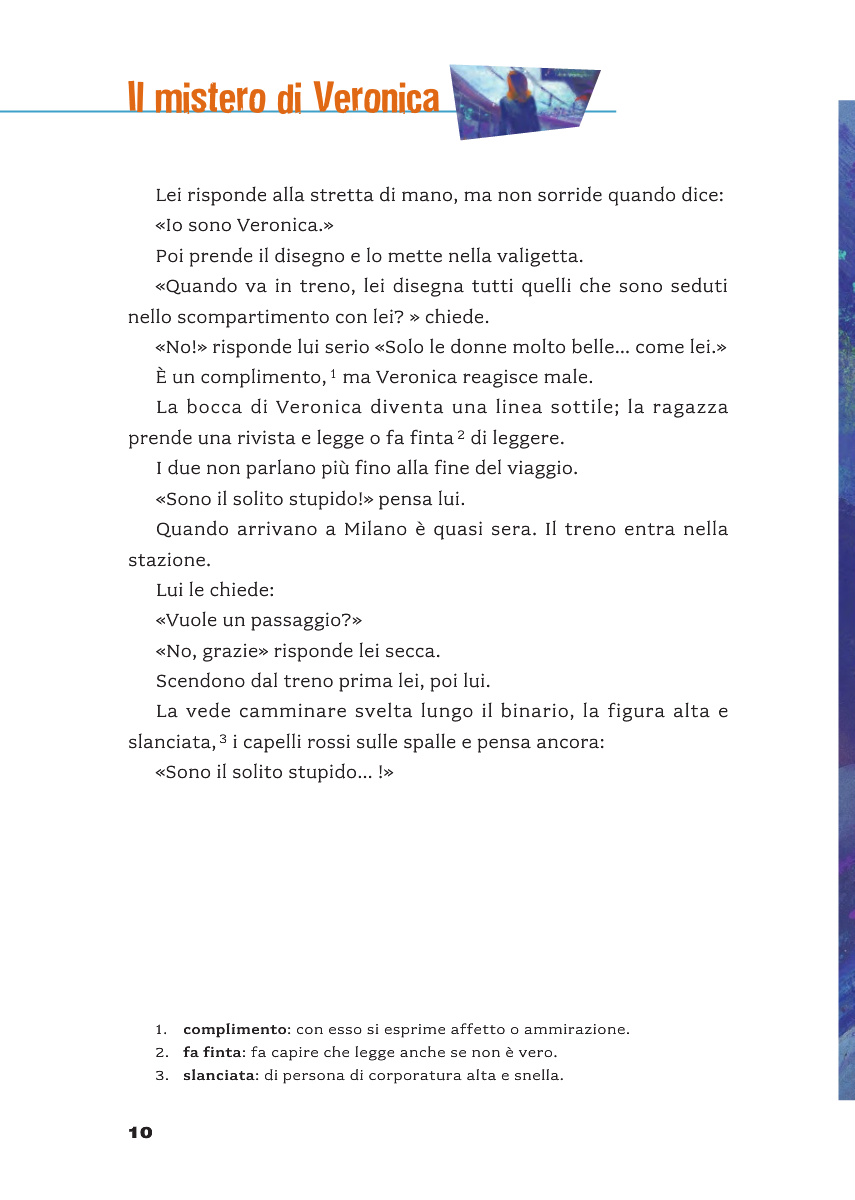 Il mistero di Veronica
Lei risponde alla stretta di mano, ma non sorride quando dice:
«Io sono Veronica.»
Poi prende il disegno e lo mette nella valigetta.
«Quando va in treno, lei disegna tutti quelli che sono seduti
nello scompartimento con lei? » chiede.
«No!» risponde lui serio «Solo le donne molto belle... come lei.»
È un complimento, 1 ma Veronica reagisce male.
La bocca di Veronica diventa una linea sottile; la ragazza
prende una rivista e legge o fa finta 2 di leggere.
I due non parlano più fino alla fine del viaggio.
«Sono il solito stupido!» pensa lui.
Quando arrivano a Milano è quasi sera. Il treno entra nella
stazione.
Lui le chiede:
«Vuole un passaggio?»
«No, grazie» risponde lei secca.
Scendono dal treno prima lei, poi lui.
La vede camminare svelta lungo il binario, la figura alta e
slanciata, 3 i capelli rossi sulle spalle e pensa ancora:
«Sono il solito stupido... !»
1. complimento: con esso si esprime affetto o ammirazione.
2. fa finta: fa capire che legge anche se non è vero.
3. slanciata: di persona di corporatura alta e snella.
10